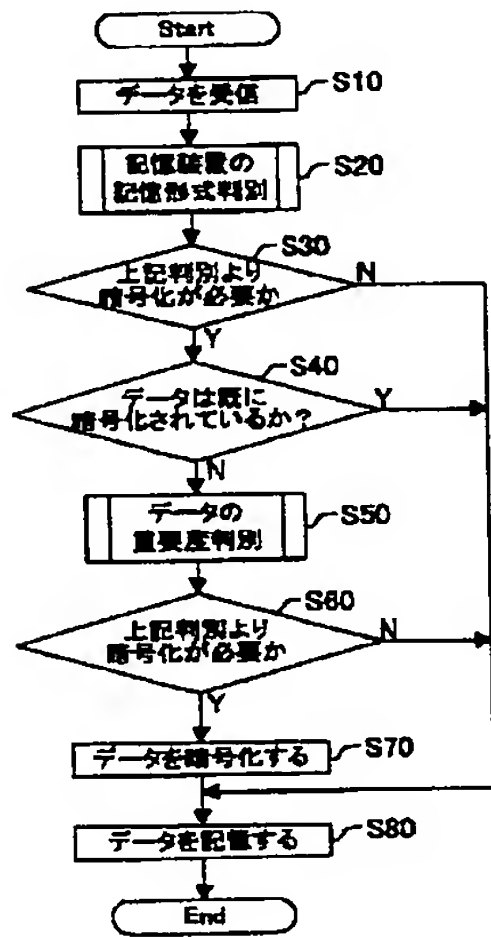 Start
データを受信
S10
記憶装置の
記憶形式判別
S20
S30
上記判別より
暗号化が必要か
N
Y
S40
データは既に
暗号化されているか?
Y
N
データの
重要度判別
S50
S60
上記判別より
暗号化が必要か
N
Y
データを暗号化する
S70
データを記憶する
S80
End